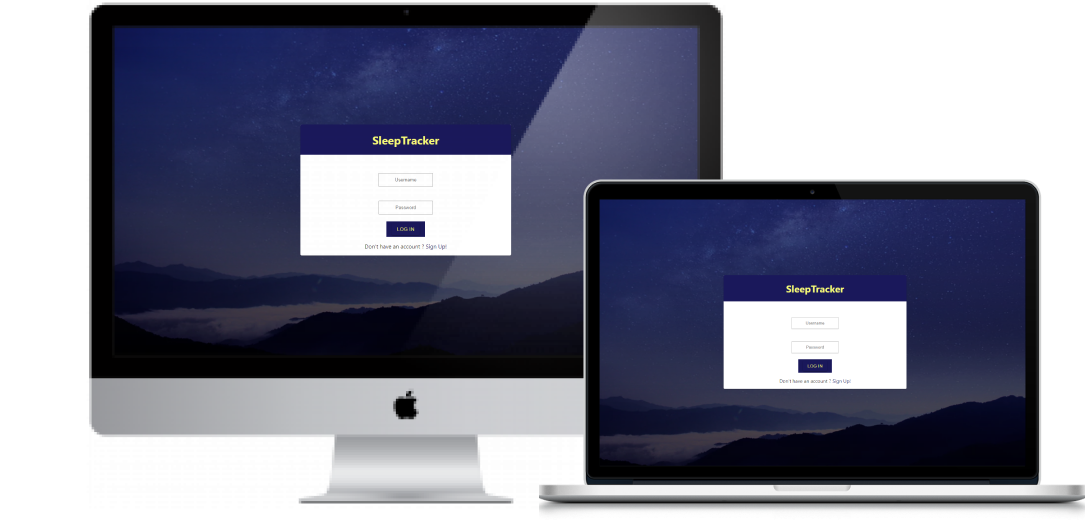 SleepTracker
Username
Password
LOG IN
Don't have an account ? Sign Up!
SleepTracker
Username
Password
LOG IN
Don't have an account ? Sign Up!